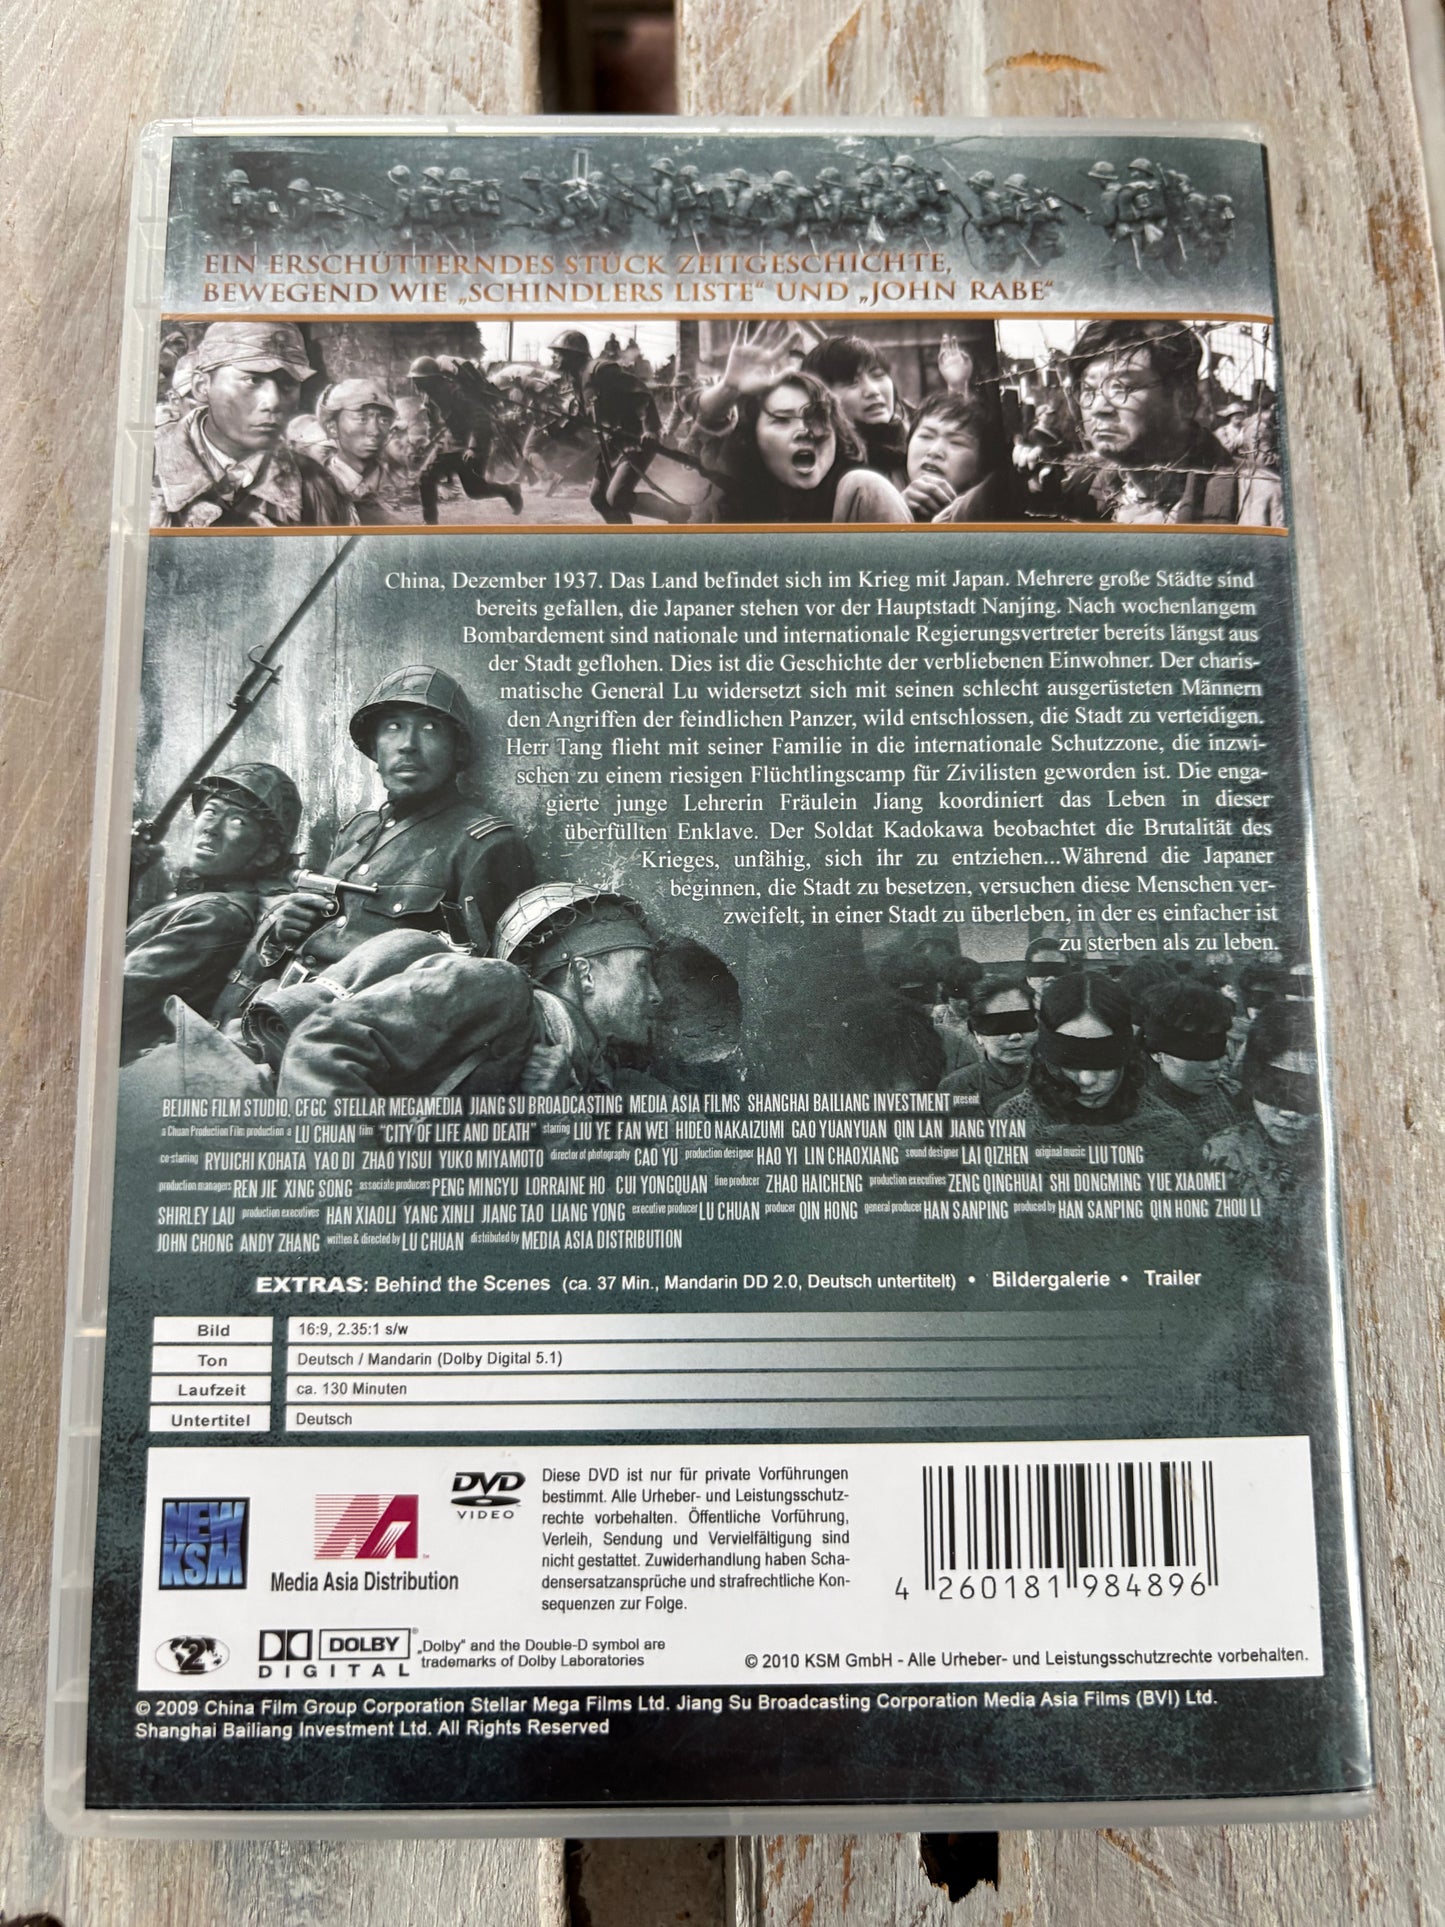 EIN ERSCHÜTTERNDES STÜCK ZEITGESCHICHTE,
BEWEGEND WIE „SCHINDLERS LISTE“ UND „JOHN RABE“
China, Dezember 1937. Das Land befindet sich im Krieg mit Japan. Mehrere große Städte sind
bereits gefallen, die Japaner stehen vor der Hauptstadt Nanjing. Nach wochenlangem
Bombardement sind nationale und internationale Regierungsvertreter bereits längst aus
der Stadt geflohen. Dies ist die Geschichte der verbliebenen Einwohner. Der charis-
matische General Lu widersetzt sich mit seinen schlecht ausgerüsteten Männern
den Angriffen der feindlichen Panzer, wild entschlossen, die Stadt zu verteidigen.
Herr Tang flieht mit seiner Familie in die internationale Schutzzone, die inzwi-
schen zu einem riesigen Flüchtlingscamp für Zivilisten geworden ist. Die enga-
gierte junge Lehrerin Fräulein Jiang koordiniert das Leben in dieser
überfüllten Enklave. Der Soldat Kadokawa beobachtet die Brutalität des
Krieges, unfähig, sich ihr zu entziehen...Während die Japaner
beginnen, die Stadt zu besetzen, versuchen diese Menschen ver-
zweifelt, in einer Stadt zu überleben, in der es einfacher ist
zu sterben als zu leben.
BEIJING FILM STUDIO, CFGC STELLAR MEGAMEDIA JIANG SU BROADCASTING MEDIA ASIA FILMS SHANGHAI BAILIANG INVESTMENT present
a Chuan Production Film production a LU CHUAN film "CITY OF LIFE AND DEATH" starring LIU YE FAN WEI HIDEO NAKAIZUMI GAO YUANYUAN QIN LAN JIANG YIYAN
co-starring RYUICHI KOHATA YAO DI ZHAO YISUI YUKO MIYAMOTO director of photography CAO YU production designer HAO YI LIN CHAOXIANG sound designer LAI QIZHEN original music LIU TONG
production managers REN JIE XING SONG associate producers PENG MINGYU LORRAINE HO CUI YONGQUAN line producer ZHAO HAICHENG production executives ZENG QINGHUAI SHI DONGMING YUE XIAOMEI
SHIRLEY LAU production executives HAN XIAOLI YANG XINLI JIANG TAO LIANG YONG executive producer LU CHUAN producer QIN HONG general producer HAN SANPING produced by HAN SANPING QIN HONG ZHOU LI
JOHN CHONG ANDY ZHANG written & directed by LU CHUAN distributed by MEDIA ASIA DISTRIBUTION
EXTRAS: Behind the Scenes (ca. 37 Min., Mandarin DD 2.0, Deutsch untertitelt) • Bildergalerie • Trailer
Bild 16:9, 2.35:1 s/w
Ton Deutsch / Mandarin (Dolby Digital 5.1)
Laufzeit ca. 130 Minuten
Untertitel Deutsch
NEW
KSM
Media Asia Distribution
DVD
VIDEO
Diese DVD ist nur für private Vorführungen
bestimmt. Alle Urheber- und Leistungsschutz-
rechte vorbehalten. Öffentliche Vorführung,
Verleih, Sendung und Vervielfältigung sind
nicht gestattet. Zuwiderhandlung haben Scha-
densersatzansprüche und strafrechtliche Kon-
sequenzen zur Folge.
4 260181 984896
2
DOLBY
DIGITAL
„Dolby" and the Double-D symbol are
trademarks of Dolby Laboratories
© 2010 KSM GmbH - Alle Urheber- und Leistungsschutzrechte vorbehalten.
© 2009 China Film Group Corporation Stellar Mega Films Ltd. Jiang Su Broadcasting Corporation Media Asia Films (BVI) Ltd.
Shanghai Bailiang Investment Ltd. All Rights Reserved